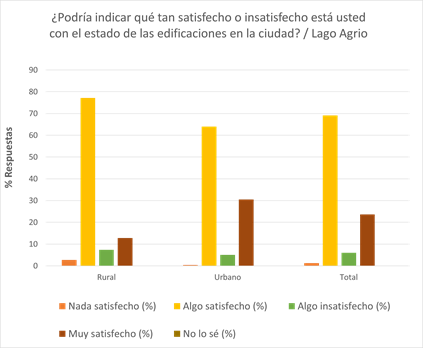 ¿Podría indicar qué tan satisfecho o insatisfecho está usted
con el estado de las edificaciones en la ciudad? / Lago Agrio
90
80
70
60
50
40
30
20
10
0
% Respuestas
Rural Urbano Total
Nada satisfecho (%) Algo satisfecho (%) Algo insatisfecho (%)
Muy satisfecho (%) No lo sé (%)